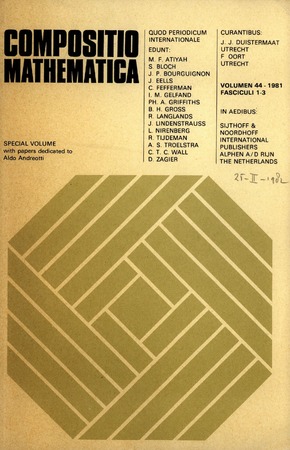 COMPOSITIO
MATHEMATICA
SPECIAL VOLUME
with papers dedicated to
Aldo Andreotti
QUOD PERIODICUM
INTERNATIONALE
EDUNT:
M. F. ATIYAH
S. BLOCH
J. P. BOURGUIGNON
J. EELLS
C. FEFFERMAN
I. M. GELFAND
PH. A. GRIFFITHS
B. H. GROSS
R. LANGLANDS
J. LINDENSTRAUSS
L. NIRENBERG
R. TIJDEMAN
A. S. TROELSTRA
C. T. C. WALL
D. ZAGIER
CURANTIBUS:
J. J. DUISTERMAAT
UTRECHT
F. OORT
UTRECHT
VOLUMEN 44 - 1981
FASCICULI 1-3
IN AEDIBUS:
SIJTHOFF &
NOORDHOFF
INTERNATIONAL
PUBLISHERS
ALPHEN A/D RIJN
THE NETHERLANDS